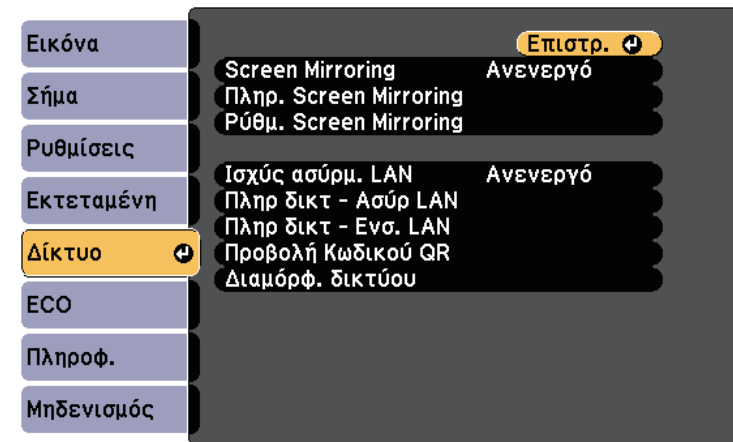 Εικόνα
Σήμα
Ρυθμίσεις
Εκτεταμένη
Δίκτυο
ECO
Πληροφ.
Μηδενισμός
Επιστρ.
Screen Mirroring Ανενεργό
Πληρ. Screen Mirroring
Ρύθμ. Screen Mirroring
Ισχύς ασύρμ. LAN Ανενεργό
Πληρ δικτ - Ασύρ LAN
Πληρ δικτ - Ενσ. LAN
Προβολή Κωδικού QR
Διαμόρφ. δικτύου